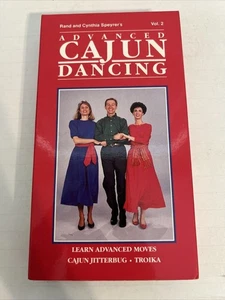 Rand and Cynthia Speyrer's Vol. 2
ADVANCED
CAJUN
DANCING
LEARN ADVANCED MOVES
CAJUN JITTERBUG • TROIKA